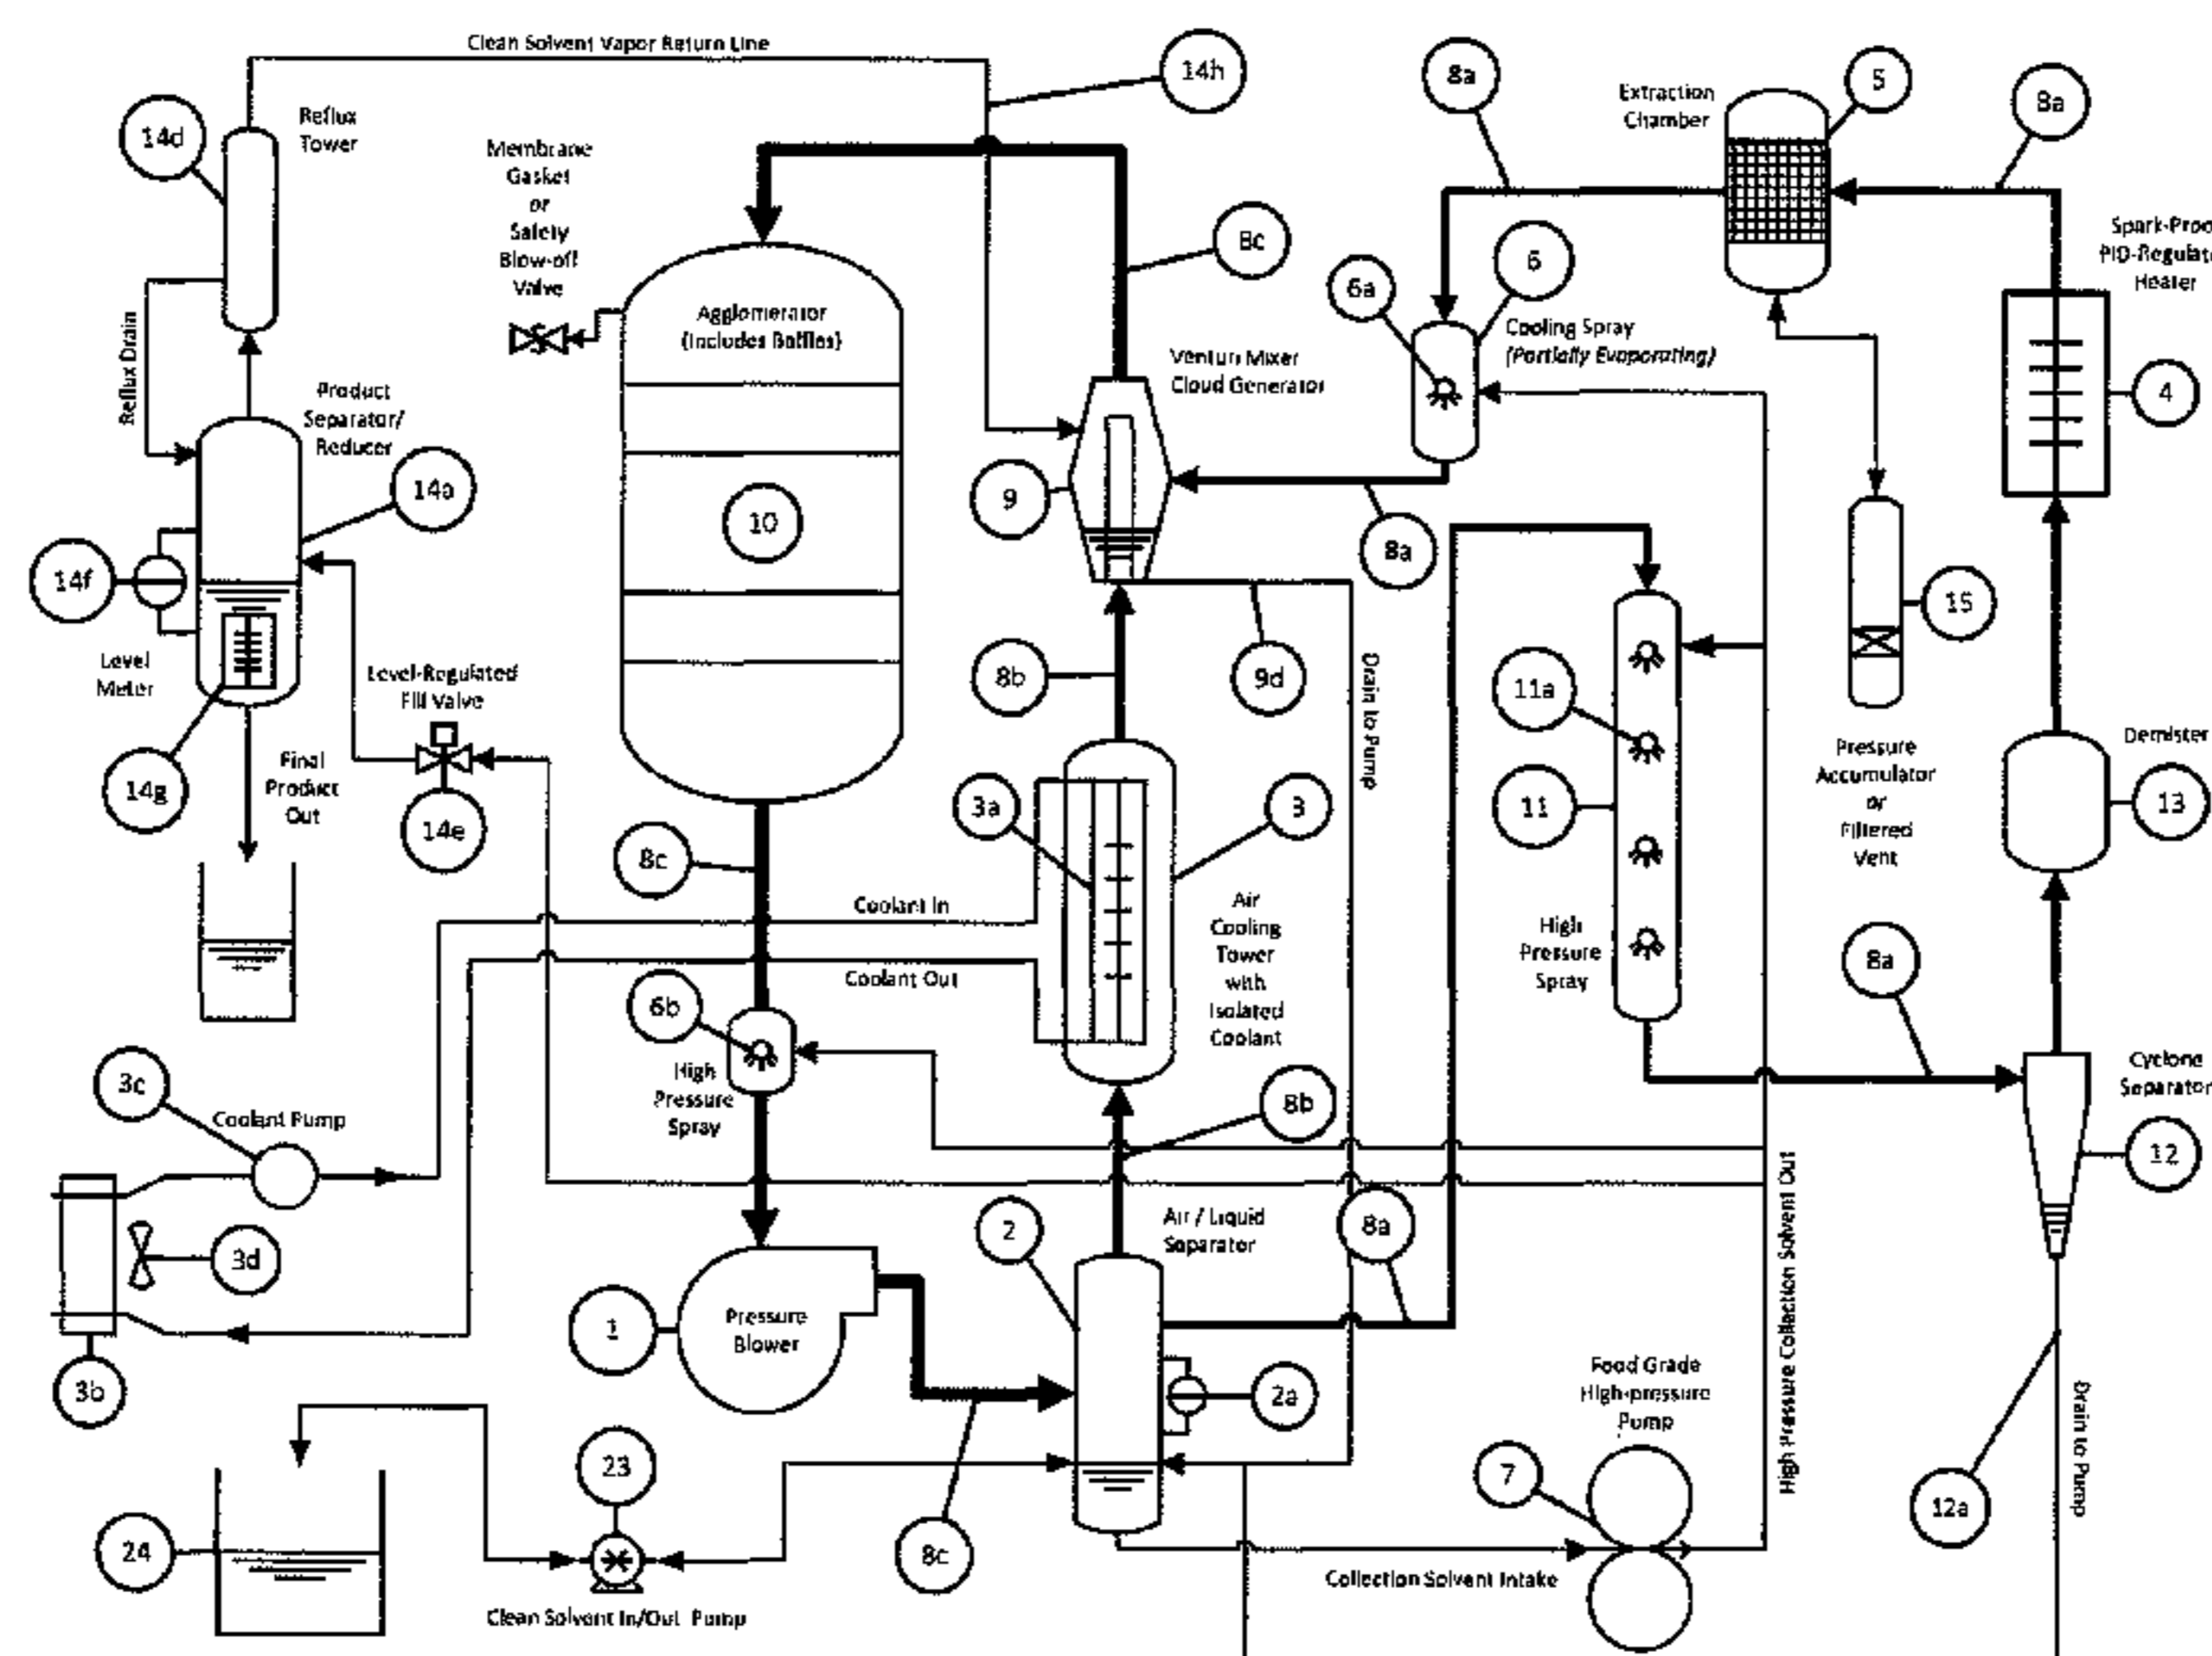 Clean Solvent Vapor Return Line
14h
8a
5
8a
Extraction
Chamber
14d
Reflux
Tower
Membrane
Gasket
or
Safety
Blow-off
Valve
8c
6
6a
Spark-Proo
PID-Regulat
Heater
Agglomerator
(Includes Baffles)
Cooling Spray
(Partially Evaporating)
Venturi Mixer
Cloud Generator
4
Reflux Drain
Product
Separator/
Reducer
14a
10
9
8a
14f
15
Level
Meter
Level-Regulated
Fill Valve
8b
9d
Drain to Pump
11a
Final
Product
Out
14g
14e
3a
3
11
Pressure
Accumulator
or
Filtered
Vent
Demister
13
8c
Coolant In
Air
Cooling
Tower
with
Isolated
Coolant
High
Pressure
Spray
8a
Coolant Out
6b
High
Pressure
Spray
3c
Coolant Pump
8b
Cyclone
Separator
12
High Pressure Collection Solvent Out
2
Air / Liquid
Separator
8a
3d
1
Pressure
Blower
3b
2a
Food Grade
High-pressure
Pump
23
7
12a
Drain to Pump
24
8c
Collection Solvent Intake
Clean Solvent In/Out Pump